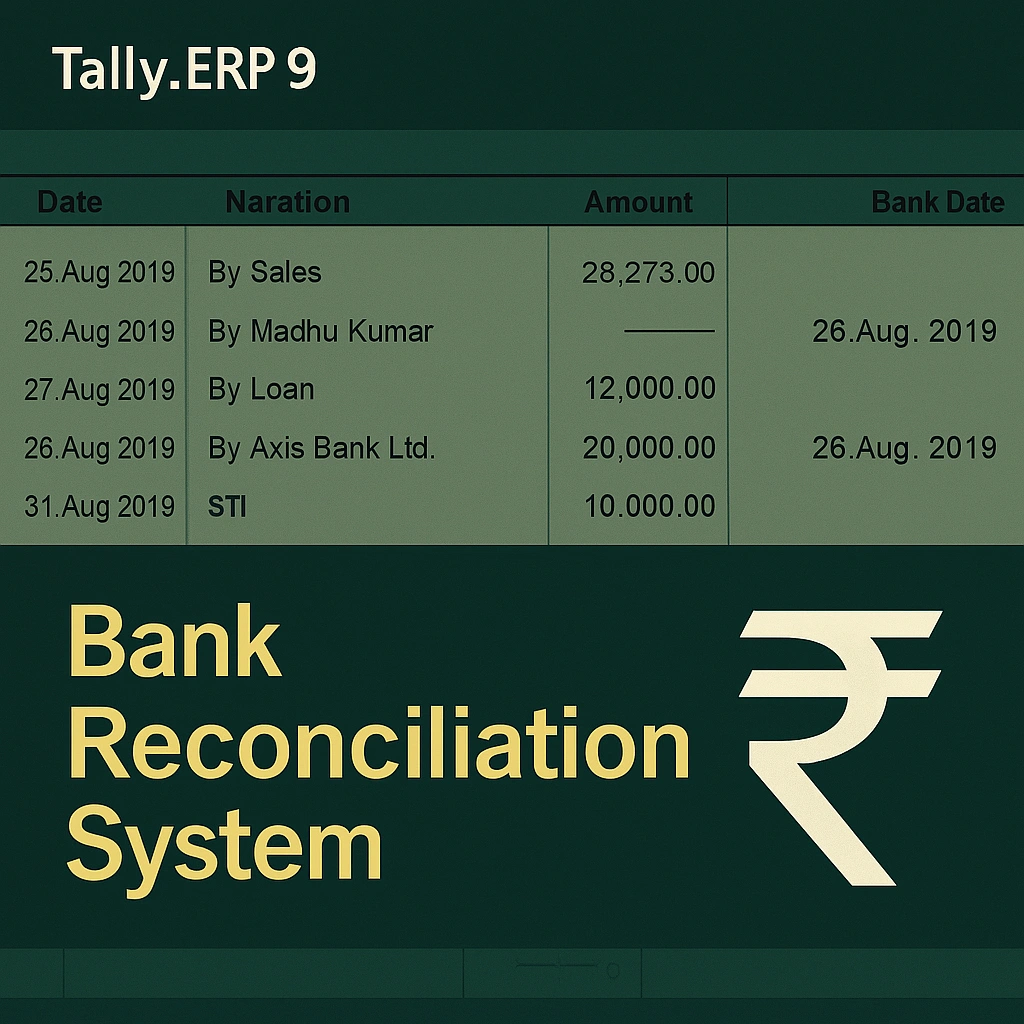 Tally.ERP 9
Date Naration Amount Bank Date
25.Aug 2019 By Sales 28,273.00
26.Aug 2019 By Madhu Kumar 26.Aug. 2019
27.Aug 2019 By Loan 12,000.00
26.Aug 2019 By Axis Bank Ltd. 20,000.00 26.Aug. 2019
31.Aug 2019 STI 10.000.00
Bank
Reconciliation
System
₹